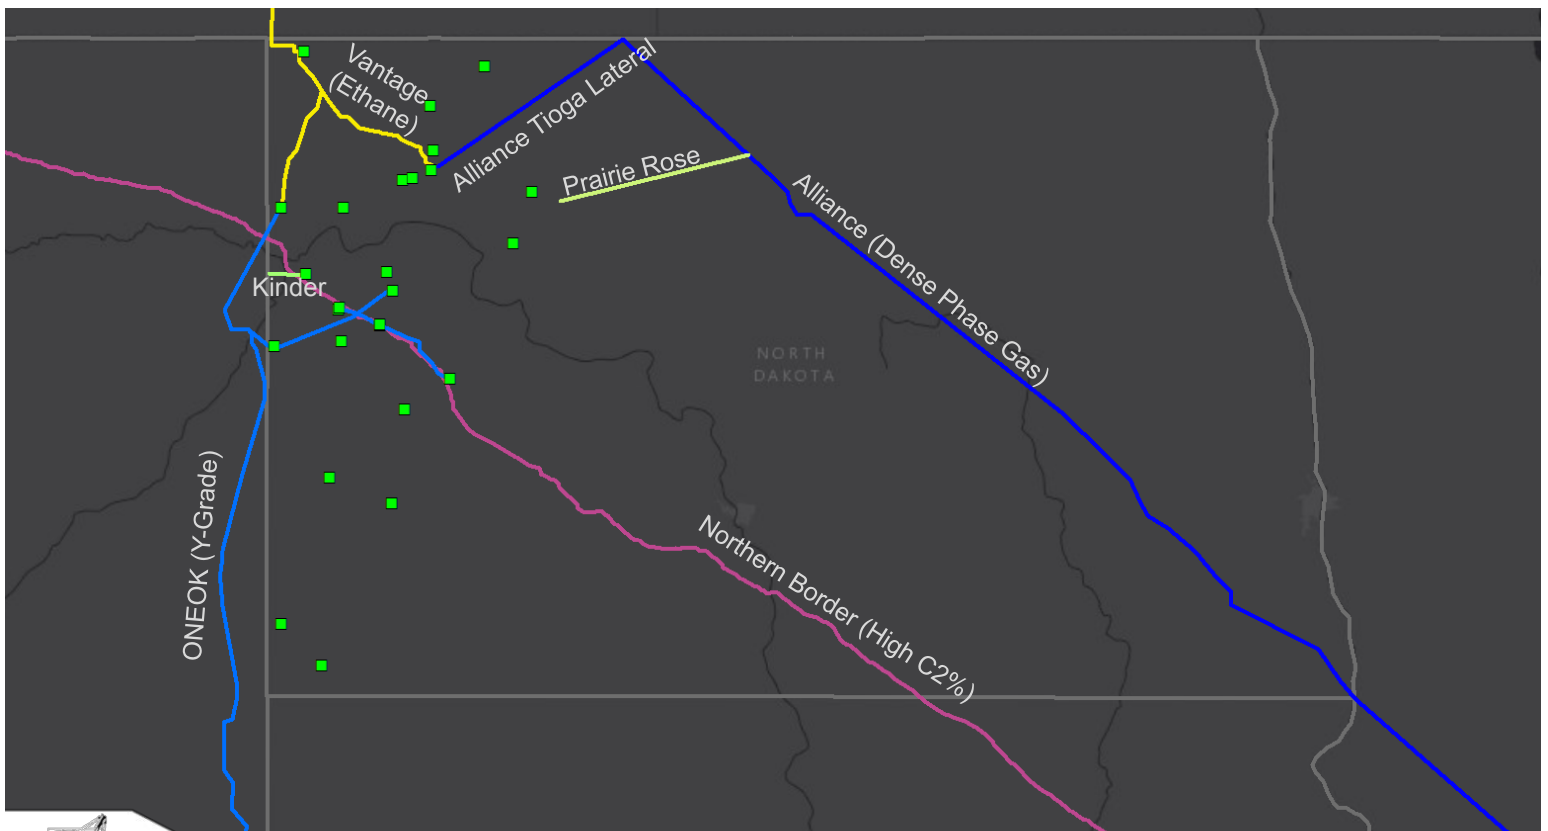 Vantage
(Ethane)
Alliance Tioga Lateral
Prairie Rose
Alliance (Dense Phase Gas)
Kinder
NORTH
DAKOTA
ONEOK (Y-Grade)
Northern Border (High C2%)